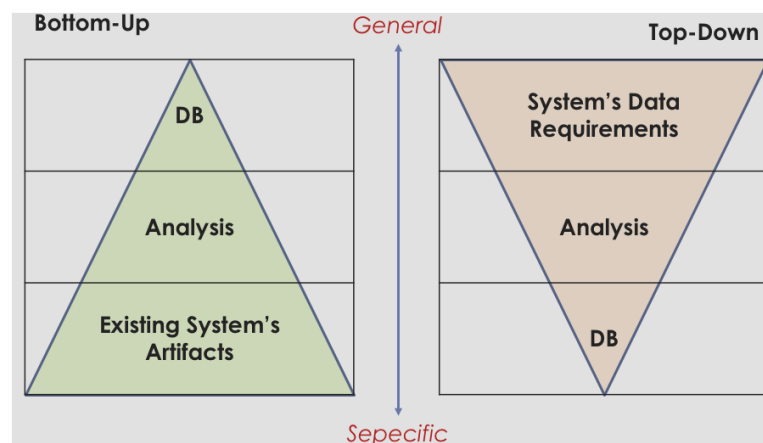 Bottom-Up
General
Top-Down
DB
Analysis
Existing System's
Artifacts
System's Data
Requirements
Analysis
DB
Sepecific